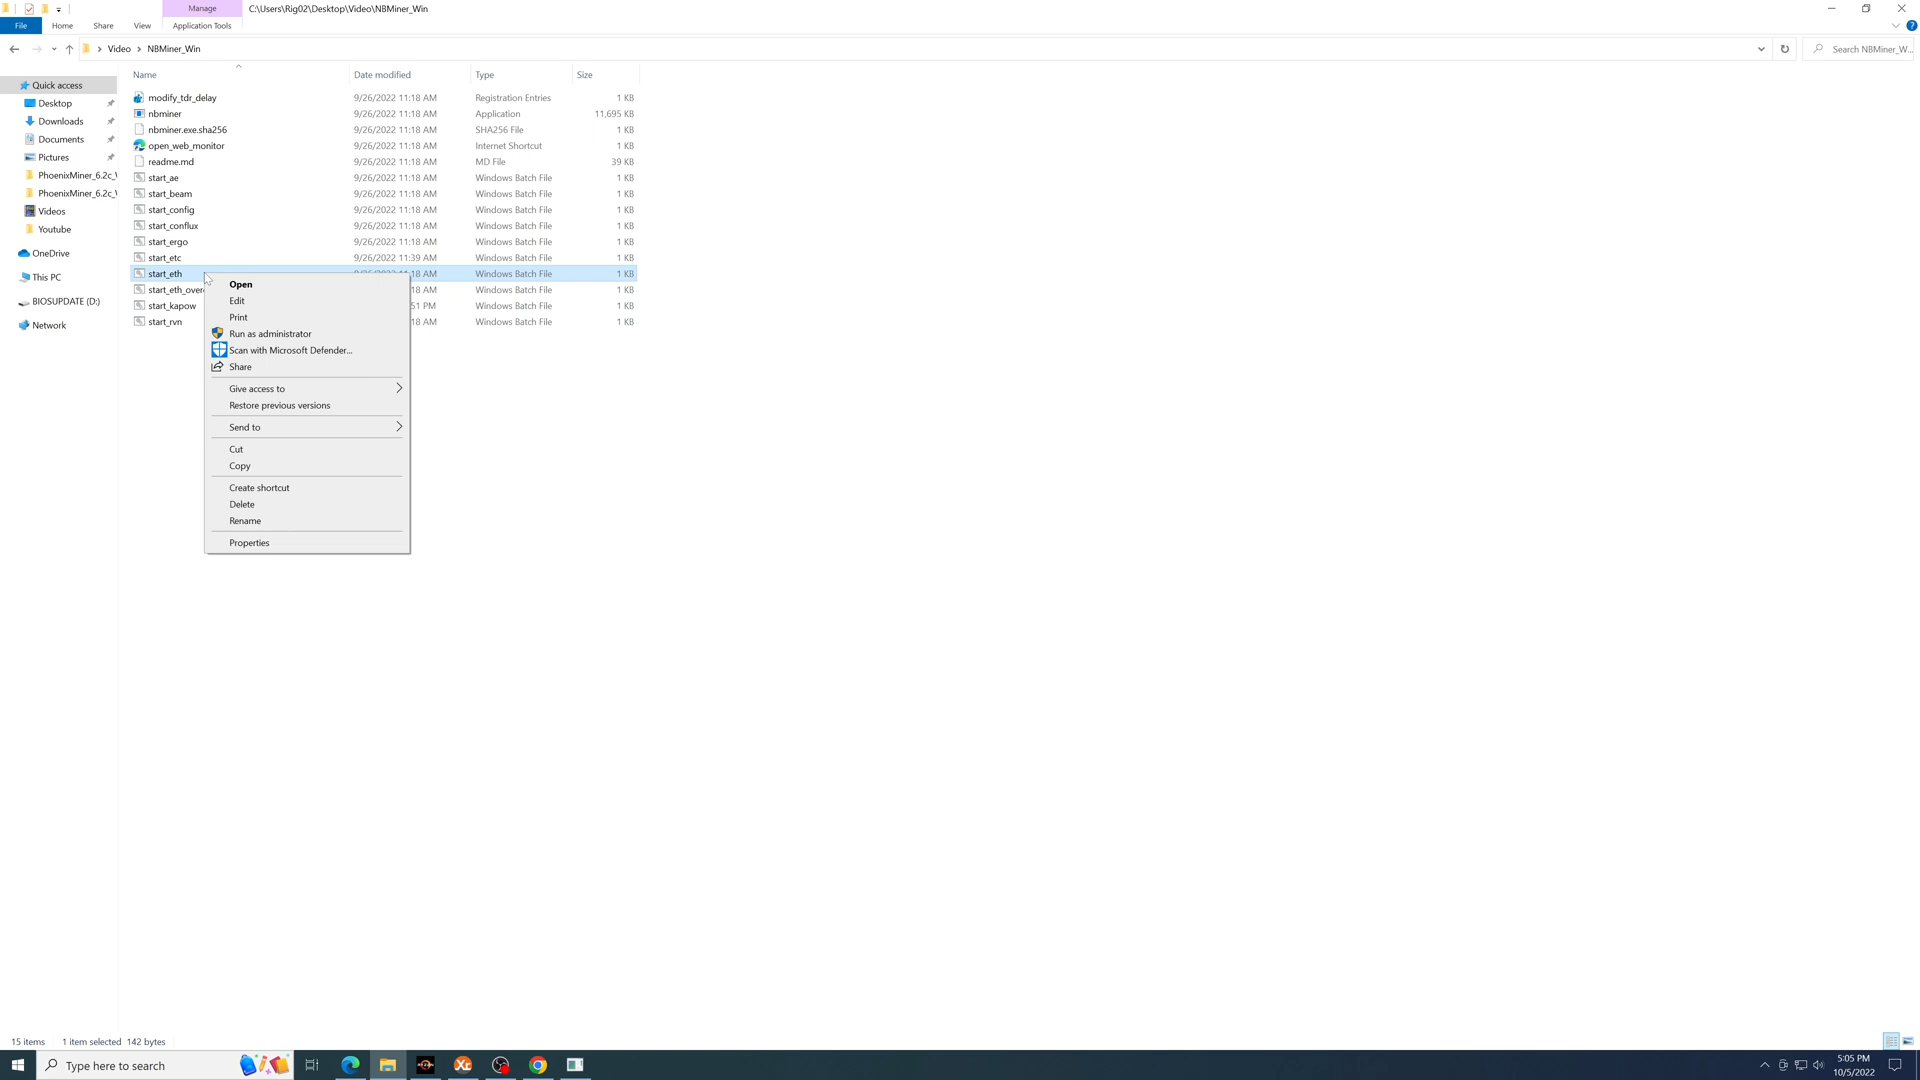 Manage
C:\Users\Rig02\Desktop\Video\NBMiner_Win
File
Home
Share
View
Application Tools
Video
NBMiner_Win
Search NBMiner_W...
Name
Date modified
Type
Size
Quick access
Desktop
Downloads
Documents
Pictures
PhoenixMiner_6.2c_
PhoenixMiner_6.2c_
Videos
Youtube
OneDrive
This PC
BIOSUPDATE (D:)
Network
modify_tdr_delay 9/26/2022 11:18 AM Registration Entries 1 KB
nbminer 9/26/2022 11:18 AM Application 11,695 KB
nbminer.exe.sha256 9/26/2022 11:18 AM SHA256 File 1 KB
open_web_monitor 9/26/2022 11:18 AM Internet Shortcut 1 KB
readme.md 9/26/2022 11:18 AM MD File 39 KB
start_ae 9/26/2022 11:18 AM Windows Batch File 1 KB
start_beam 9/26/2022 11:18 AM Windows Batch File 1 KB
start_config 9/26/2022 11:18 AM Windows Batch File 1 KB
start_conflux 9/26/2022 11:18 AM Windows Batch File 1 KB
start_ergo 9/26/2022 11:18 AM Windows Batch File 1 KB
start_etc 9/26/2022 11:39 AM Windows Batch File 1 KB
start_eth 9/26/2022 11:18 AM Windows Batch File 1 KB
start_eth_over :18 AM Windows Batch File 1 KB
start_kapow :51 PM Windows Batch File 1 KB
start_rvn :18 AM Windows Batch File 1 KB
Open
Edit
Print
Run as administrator
Scan with Microsoft Defender...
Share
Give access to
Restore previous versions
Send to
Cut
Copy
Create shortcut
Delete
Rename
Properties
15 items
1 item selected 142 bytes
Type here to search
5:05 PM
10/5/2022